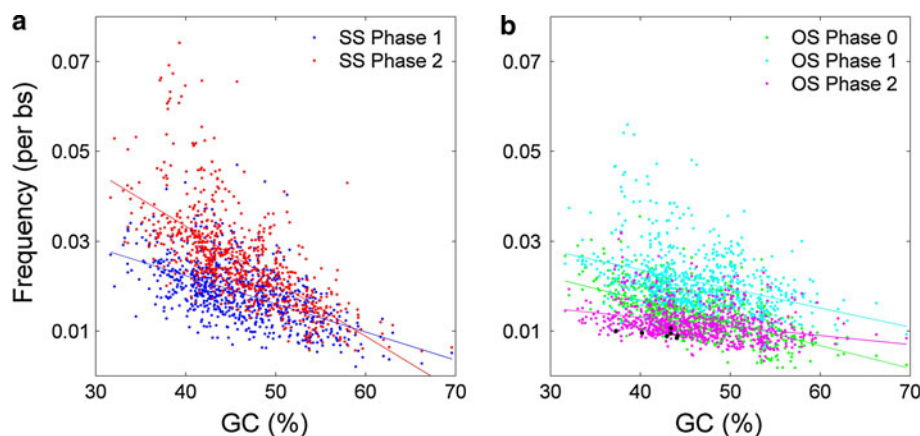 a
SS Phase 1
SS Phase 2
0.07
0.05
0.03
0.01
Frequency (per bs)
30 40 50 60 70
GC (%)
b
OS Phase 0
OS Phase 1
OS Phase 2
0.07
0.05
0.03
0.01
30 40 50 60 70
GC (%)